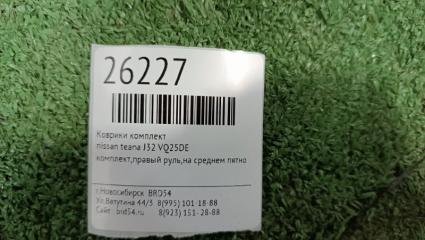 26227
Коврики комплект
nissan teana J32 VQ25DE
комплект,правый руль,на среднем пятно
г.Новосибирск BRD54
Ул.Ватутина 44/3 8(995)101-18-88
Сайт brd54.ru 8(923)151-28-88